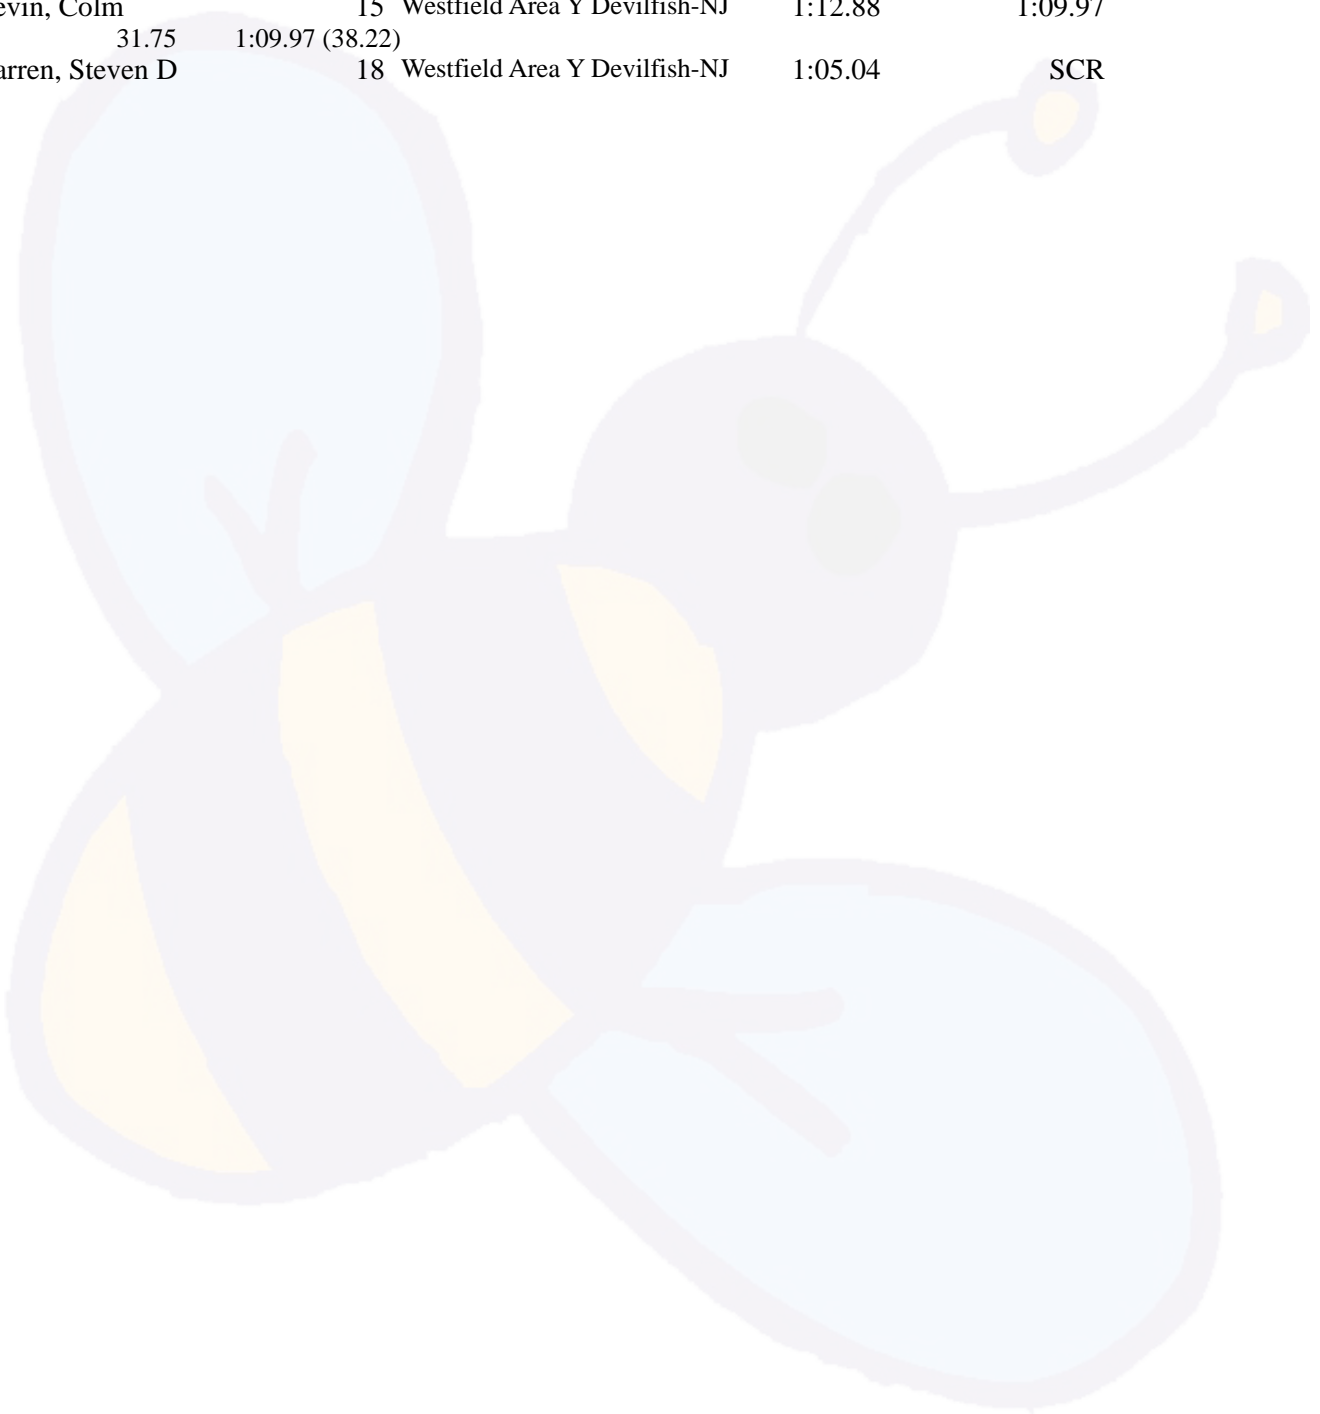 evin, Colm 15 Westfield Area Y Devilfish-NJ 1:12.88 1:09.97
31.75 1:09.97 (38.22)
arren, Steven D 18 Westfield Area Y Devilfish-NJ 1:05.04 SCR